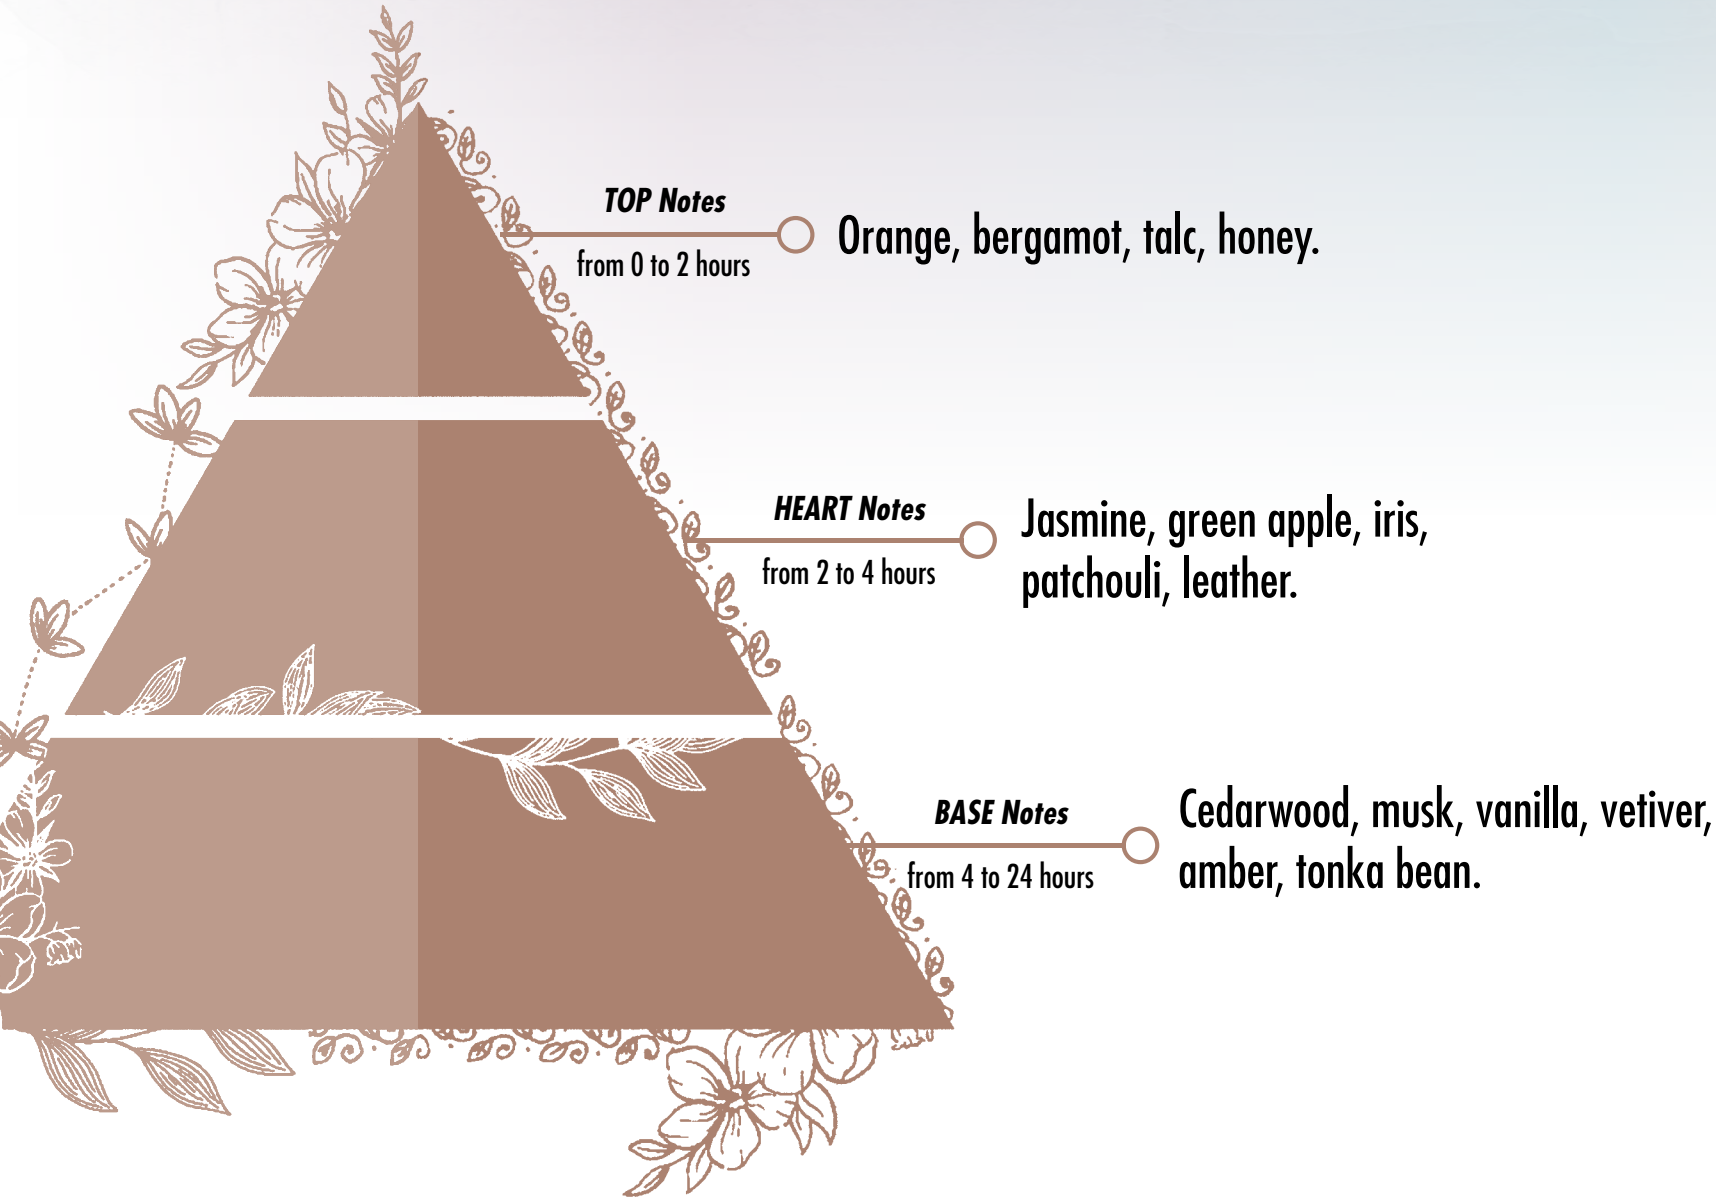 TOP Notes
from 0 to 2 hours
Orange, bergamot, talc, honey.
HEART Notes
from 2 to 4 hours
Jasmine, green apple, iris,
patchouli, leather.
BASE Notes
from 4 to 24 hours
Cedarwood, musk, vanilla, vetiver,
amber, tonka bean.